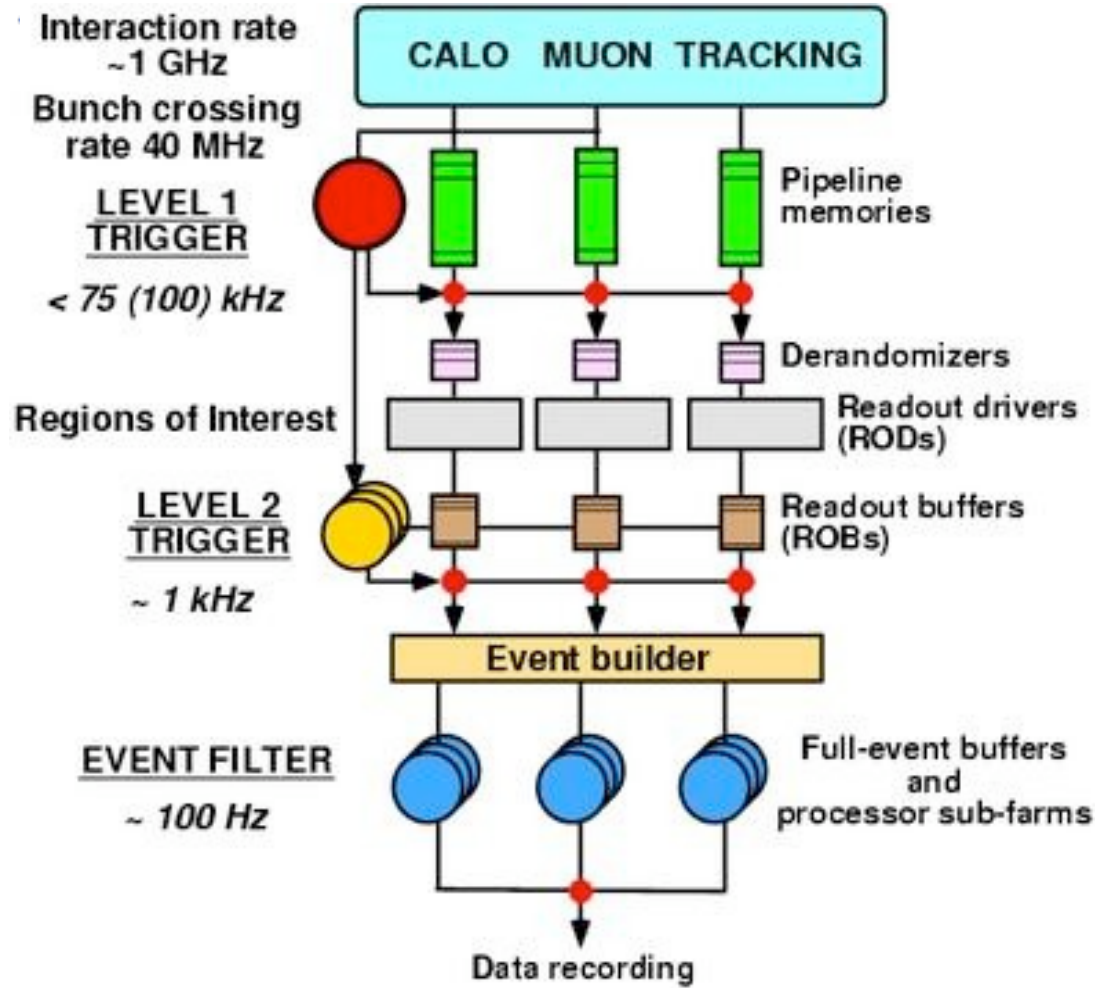 Interaction rate
~1 GHz
CALO MUON TRACKING
Bunch crossing
rate 40 MHz
LEVEL 1
TRIGGER
Pipeline
memories
< 75 (100) kHz
Derandomizers
Regions of Interest
Readout drivers
(RODs)
LEVEL 2
TRIGGER
Readout buffers
(ROBs)
~ 1 kHz
Event builder
EVENT FILTER
~ 100 Hz
Full-event buffers
and
processor sub-farms
Data recording